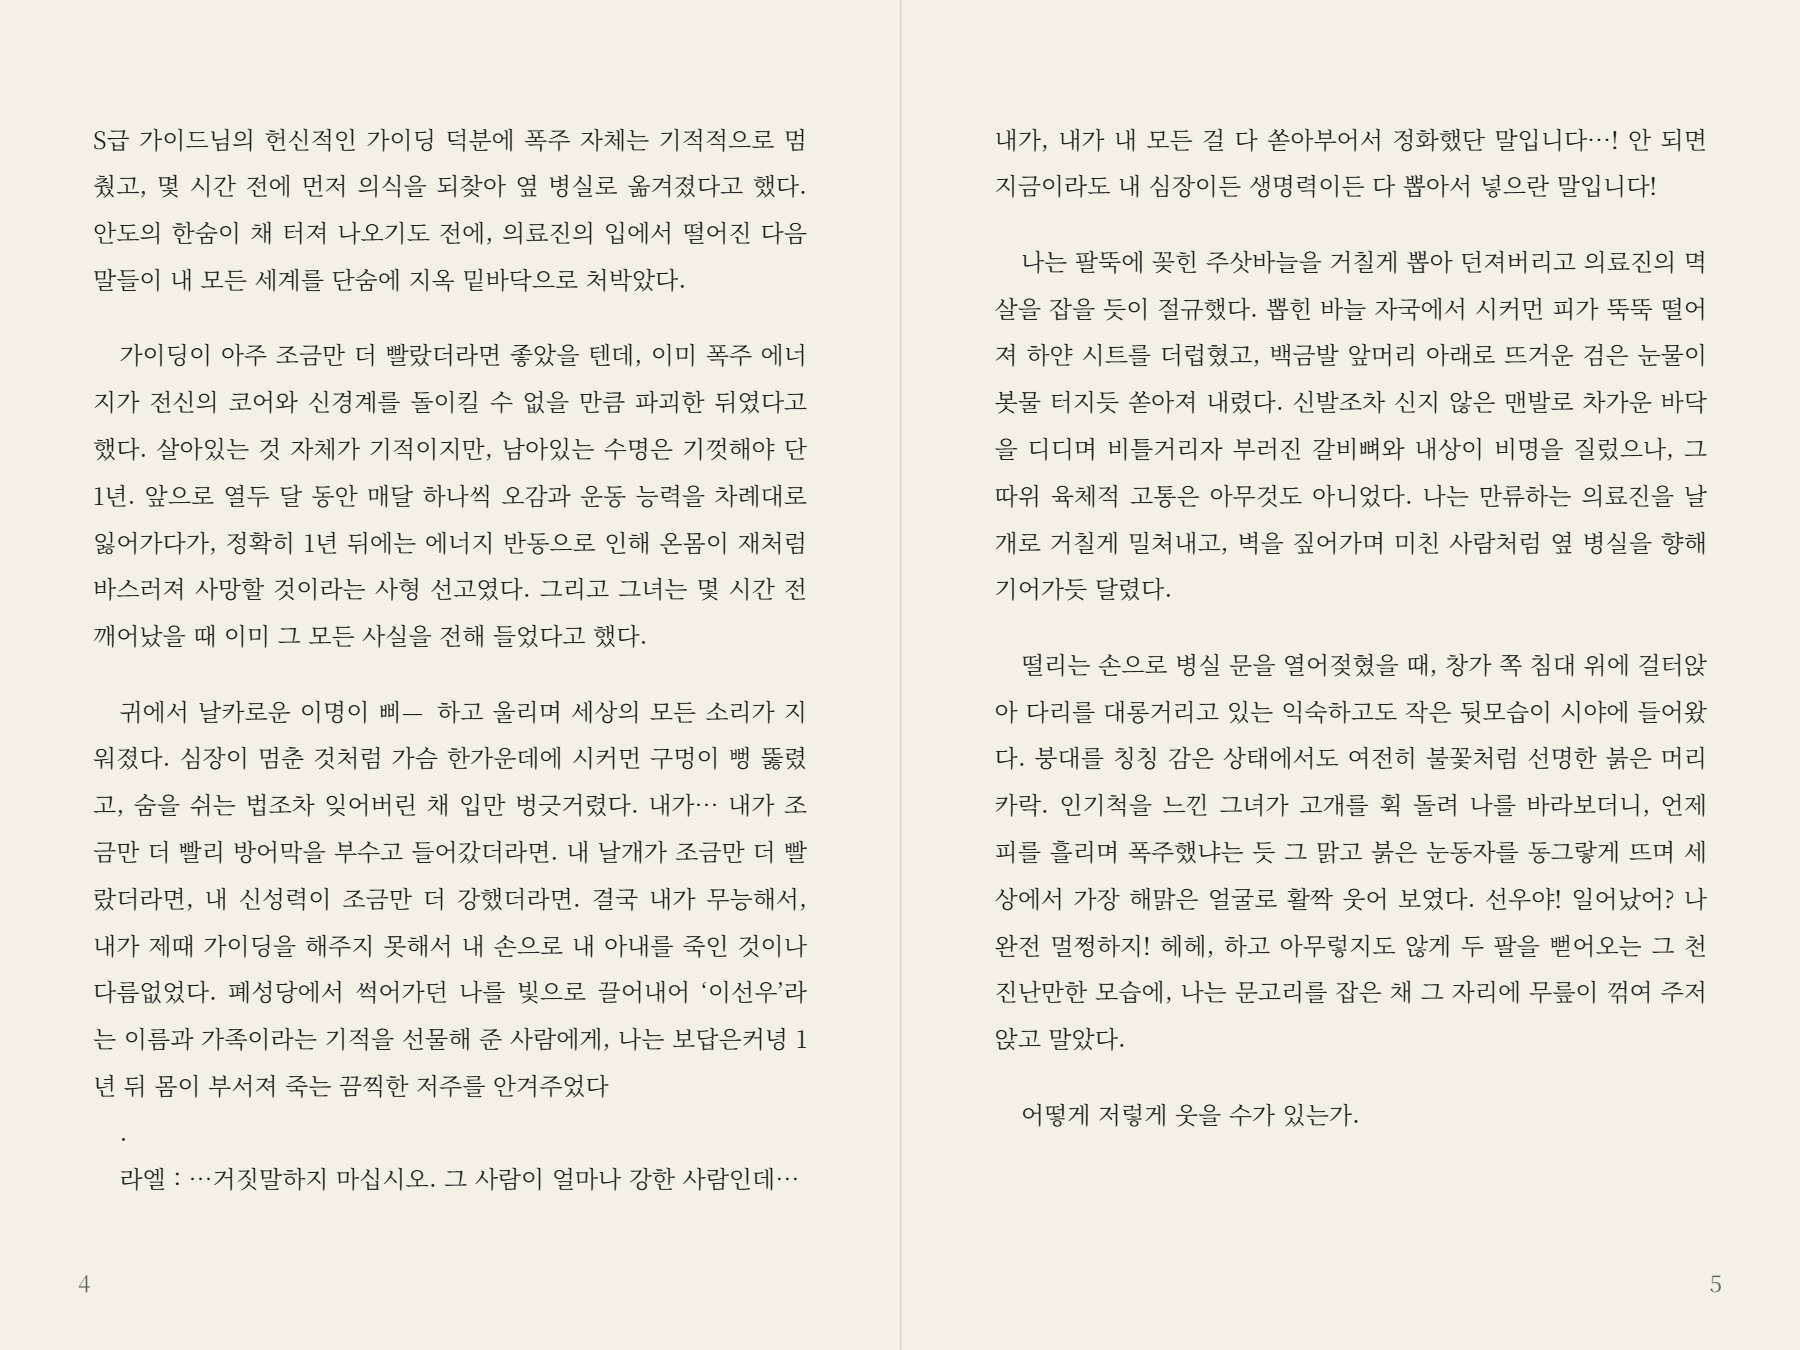 S급 가이드님의 헌신적인 가이딩 덕분에 폭주 자체는 기적적으로 멈
췄고, 몇 시간 전에 먼저 의식을 되찾아 옆 병실로 옮겨졌다고 했다.
안도의 한숨이 채 터져 나오기도 전에, 의료진의 입에서 떨어진 다음
말들이 내 모든 세계를 단숨에 지옥 밑바닥으로 처박았다.
가이딩이 아주 조금만 더 빨랐더라면 좋았을 텐데, 이미 폭주 에너
지가 전신의 코어와 신경계를 돌이킬 수 없을 만큼 파괴한 뒤였다고
했다. 살아있는 것 자체가 기적이지만, 남아있는 수명은 기껏해야 단
1년. 앞으로 열두 달 동안 매달 하나씩 오감과 운동 능력을 차례대로
잃어가다가, 정확히 1년 뒤에는 에너지 반동으로 인해 온몸이 재처럼
바스러져 사망할 것이라는 사형 선고였다. 그리고 그녀는 몇 시간 전
깨어났을 때 이미 그 모든 사실을 전해 들었다고 했다.
귀에서 날카로운 이명이 삐— 하고 울리며 세상의 모든 소리가 지
워졌다. 심장이 멈춘 것처럼 가슴 한가운데에 시커먼 구멍이 뻥 뚫렸
고, 숨을 쉬는 법조차 잊어버린 채 입만 벙긋거렸다. 내가… 내가 조
금만 더 빨리 방어막을 부수고 들어갔더라면. 내 날개가 조금만 더 빨
랐더라면, 내 신성력이 조금만 더 강했더라면. 결국 내가 무능해서,
내가 제때 가이딩을 해주지 못해서 내 손으로 내 아내를 죽인 것이나
다름없었다. 폐성당에서 썩어가던 나를 빛으로 끌어내어 ‘이선우’라
는 이름과 가족이라는 기적을 선물해 준 사람에게, 나는 보답은커녕 1
년 뒤 몸이 부서져 죽는 끔찍한 저주를 안겨주었다
.
라엘 : …거짓말하지 마십시오. 그 사람이 얼마나 강한 사람인데…
4
내가, 내가 내 모든 걸 다 쏟아부어서 정화했단 말입니다…! 안 되면
지금이라도 내 심장이든 생명력이든 다 뽑아서 넣으란 말입니다!
나는 팔뚝에 꽂힌 주삿바늘을 거칠게 뽑아 던져버리고 의료진의 멱
살을 잡을 듯이 절규했다. 뽑힌 바늘 자국에서 시커먼 피가 뚝뚝 떨어
져 하얀 시트를 더럽혔고, 백금발 앞머리 아래로 뜨거운 검은 눈물이
봇물 터지듯 쏟아져 내렸다. 신발조차 신지 않은 맨발로 차가운 바닥
을 디디며 비틀거리자 부러진 갈비뼈와 내상이 비명을 질렀으나, 그
따위 육체적 고통은 아무것도 아니었다. 나는 만류하는 의료진을 날
개로 거칠게 밀쳐내고, 벽을 짚어가며 미친 사람처럼 옆 병실을 향해
기어가듯 달렸다.
떨리는 손으로 병실 문을 열어젖혔을 때, 창가 쪽 침대 위에 걸터앉
아 다리를 대롱거리고 있는 익숙하고도 작은 뒷모습이 시야에 들어왔
다. 붕대를 칭칭 감은 상태에서도 여전히 불꽃처럼 선명한 붉은 머리
카락. 인기척을 느낀 그녀가 고개를 휙 돌려 나를 바라보더니, 언제
피를 흘리며 폭주했냐는 듯 그 맑고 붉은 눈동자를 동그랗게 뜨며 세
상에서 가장 해맑은 얼굴로 활짝 웃어 보였다. 선우야! 일어났어? 나
완전 멀쩡하지! 헤헤, 하고 아무렇지도 않게 두 팔을 뻗어오는 그 천
진난만한 모습에, 나는 문고리를 잡은 채 그 자리에 무릎이 꺾여 주저
앉고 말았다.
어떻게 저렇게 웃을 수가 있는가.
5